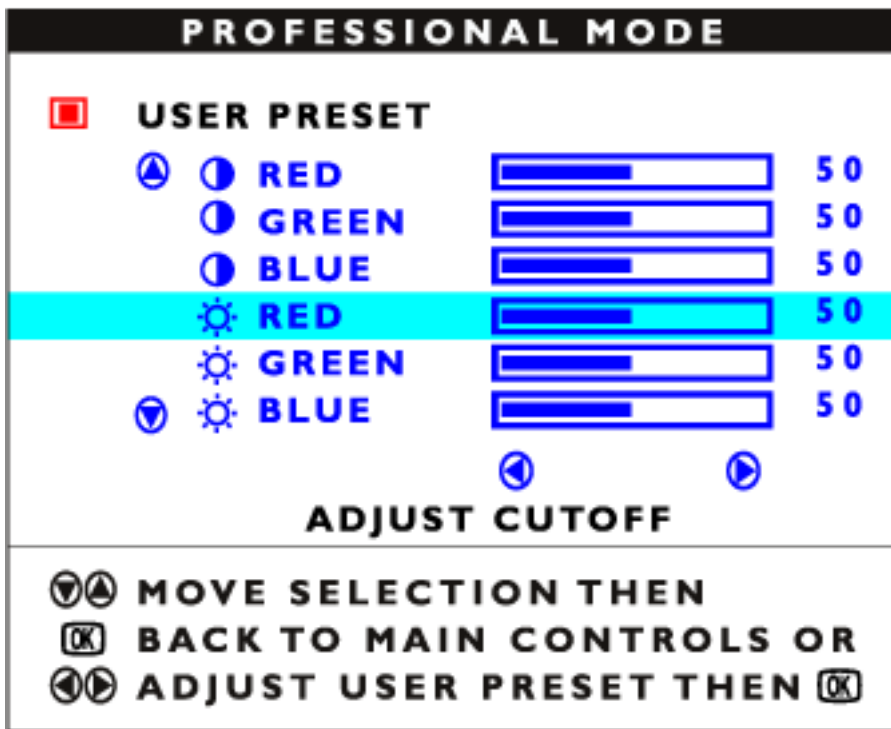 PROFESSIONAL MODE
USER PRESET
RED 50
GREEN 50
BLUE 50
RED 50
GREEN 50
BLUE 50
ADJUST CUTOFF
MOVE SELECTION THEN
OK BACK TO MAIN CONTROLS OR
ADJUST USER PRESET THEN OK